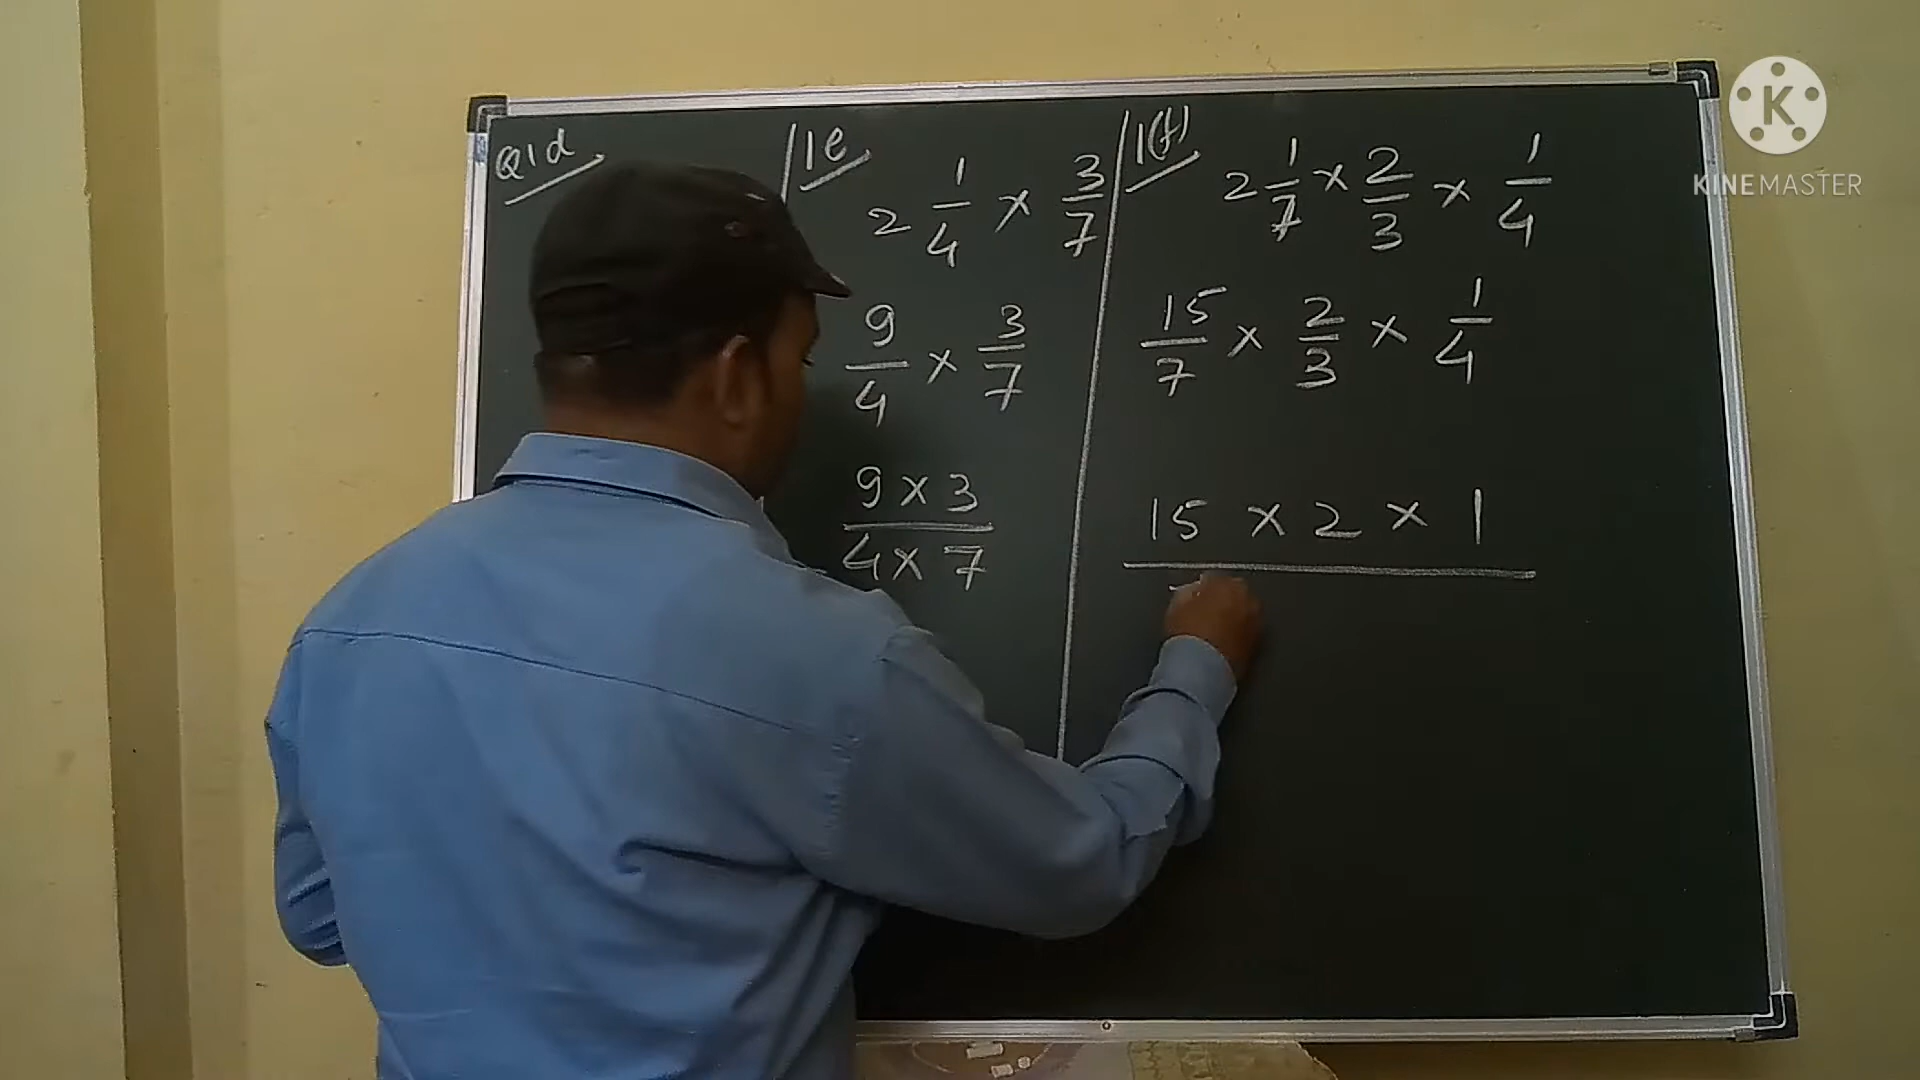 Q1d
1e
2 1/4 × 3/7
9/4 × 3/7
9 × 3
4 × 7
1(f)
2 1/7 × 2/3 × 1/4
15/7 × 2/3 × 1/4
15 × 2 × 1
K
KINEMASTER